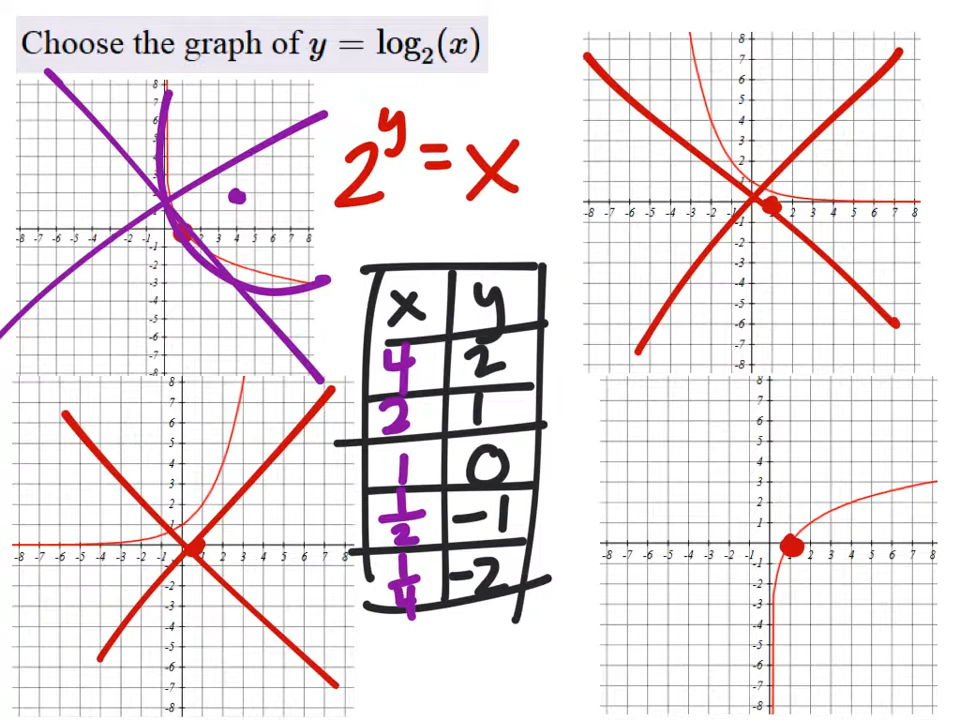 Choose the graph of y = log₂(x)
2^y = x
x y
4 2
2 1
1 0
1/2 -1
1/4 -2